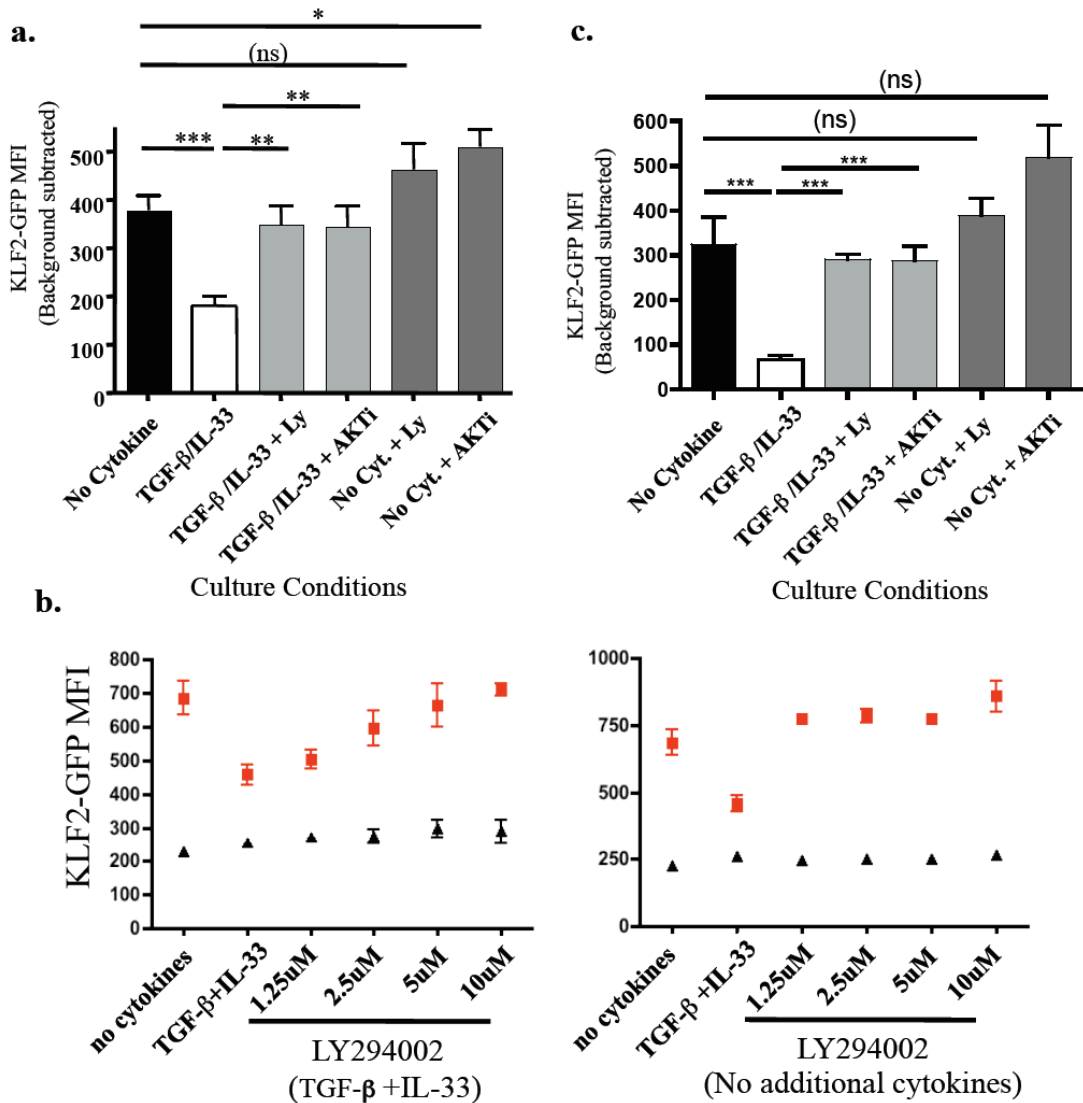 a.
*
(ns)
**
***
**
KLF2-GFP MFI
(Background subtracted)
500
400
300
200
100
0
No Cytokine
TGF-β/IL-33
TGF-β /IL-33 + Ly
TGF-β /IL-33 + AKTi
No Cyt. + Ly
No Cyt. + AKTi
Culture Conditions
c.
(ns)
(ns)
***
***
***
KLF2-GFP MFI
(Background subtracted)
600
500
400
300
200
100
0
No Cytokine
TGF-β/IL-33
TGF-β /IL-33 + Ly
TGF-β /IL-33 + AKTi
No Cyt. + Ly
No Cyt. + AKTi
Culture Conditions
b.
KLF2-GFP MFI
800
700
600
500
400
300
200
100
0
no cytokines
TGF-β+IL-33
1.25uM
2.5uM
5uM
10uM
LY294002
(TGF-β +IL-33)
1000
750
500
250
0
no cytokines
TGF-β +IL-33
1.25uM
2.5uM
5uM
10uM
LY294002
(No additional cytokines)